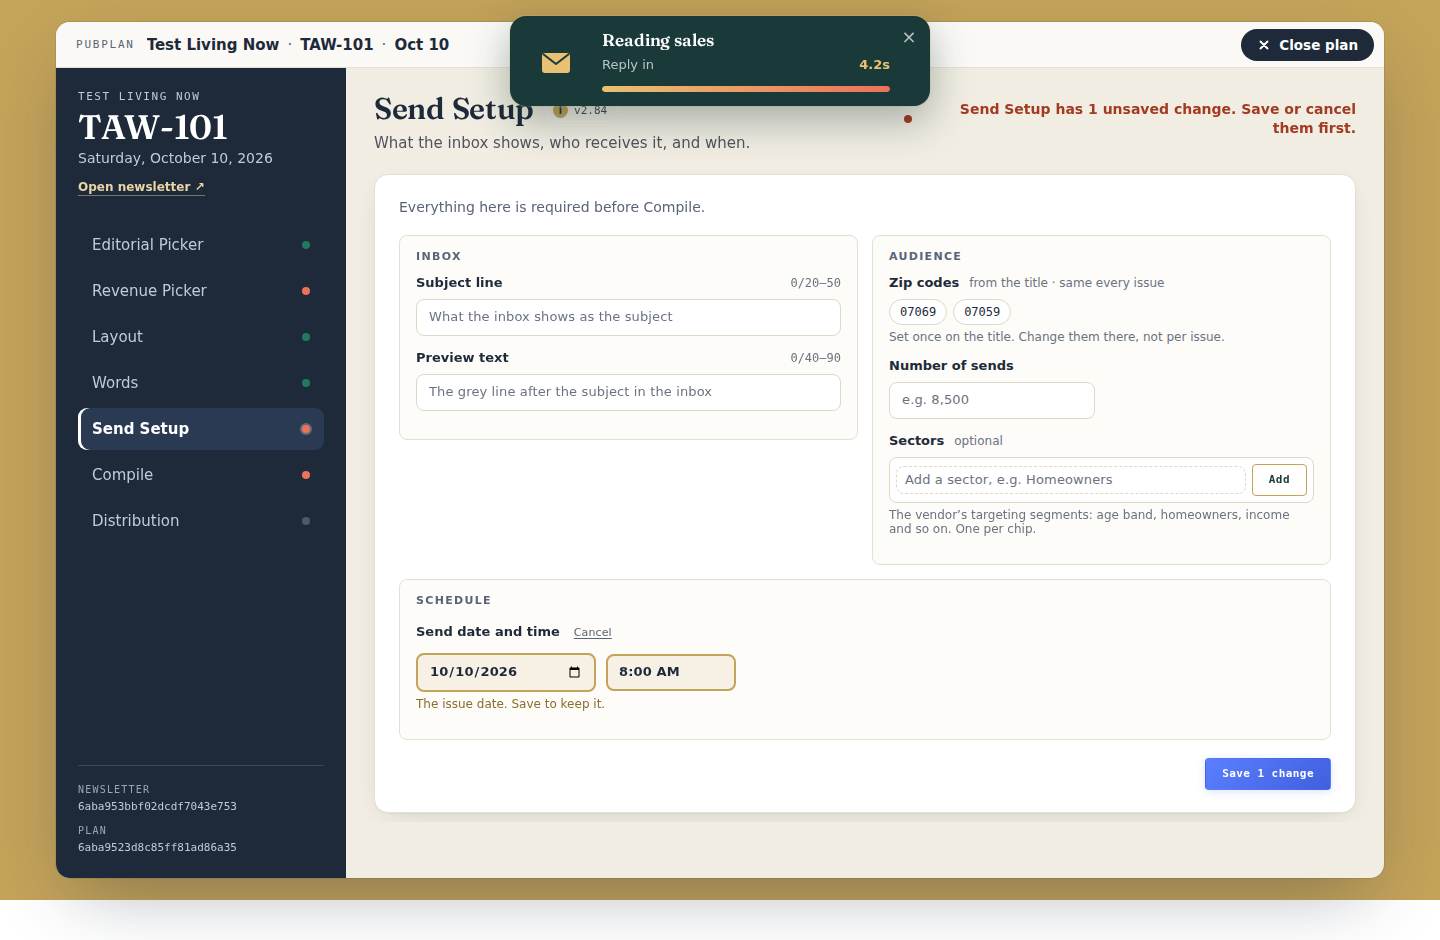 PUBPLAN Test Living Now · TAW-101 · Oct 10
Reading sales
Reply in 4.2s
Close plan
TEST LIVING NOW
TAW-101
Saturday, October 10, 2026
Open newsletter ↗
Editorial Picker
Revenue Picker
Layout
Words
Send Setup
Compile
Distribution
NEWSLETTER
6aba953bbf02dcdf7043e753
PLAN
6aba9523d8c85ff81ad86a35
Send Setup v2.84
What the inbox shows, who receives it, and when.
Send Setup has 1 unsaved change. Save or cancel
them first.
Everything here is required before Compile.
INBOX
Subject line 0/20–50
What the inbox shows as the subject
Preview text 0/40–90
The grey line after the subject in the inbox
AUDIENCE
Zip codes from the title · same every issue
07069 07059
Set once on the title. Change them there, not per issue.
Number of sends
e.g. 8,500
Sectors optional
Add a sector, e.g. Homeowners Add
The vendor’s targeting segments: age band, homeowners, income
and so on. One per chip.
SCHEDULE
Send date and time Cancel
10/10/2026 8:00 AM
The issue date. Save to keep it.
Save 1 change